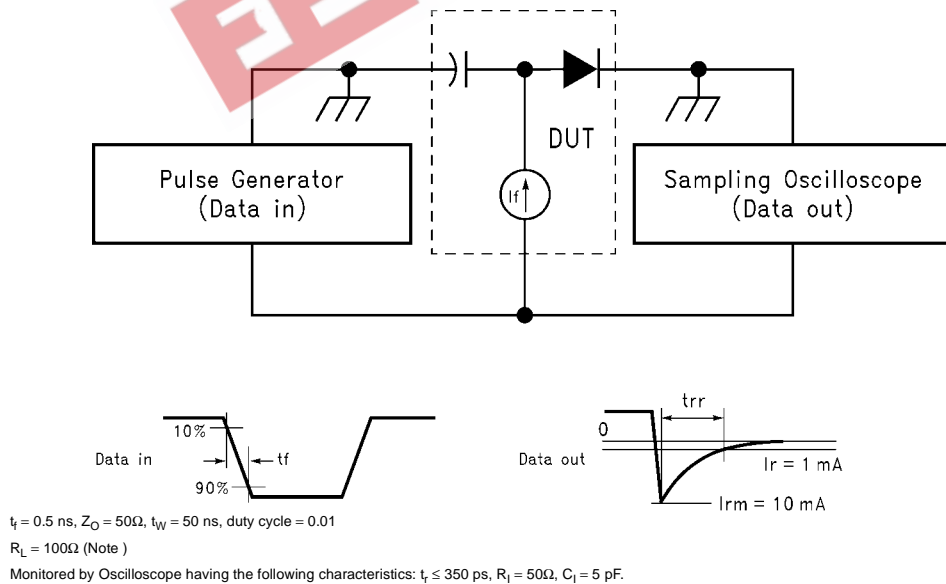 DUT
If
Pulse Generator
(Data in)
Sampling Oscilloscope
(Data out)
Data in
10%
90%
tf
Data out
0
trr
Ir = 1 mA
Irm = 10 mA
tf = 0.5 ns, ZO = 50Ω, tW = 50 ns, duty cycle = 0.01
RL = 100Ω (Note )
Monitored by Oscilloscope having the following characteristics: tr ≤ 350 ps, RI = 50Ω, CI = 5 pF.